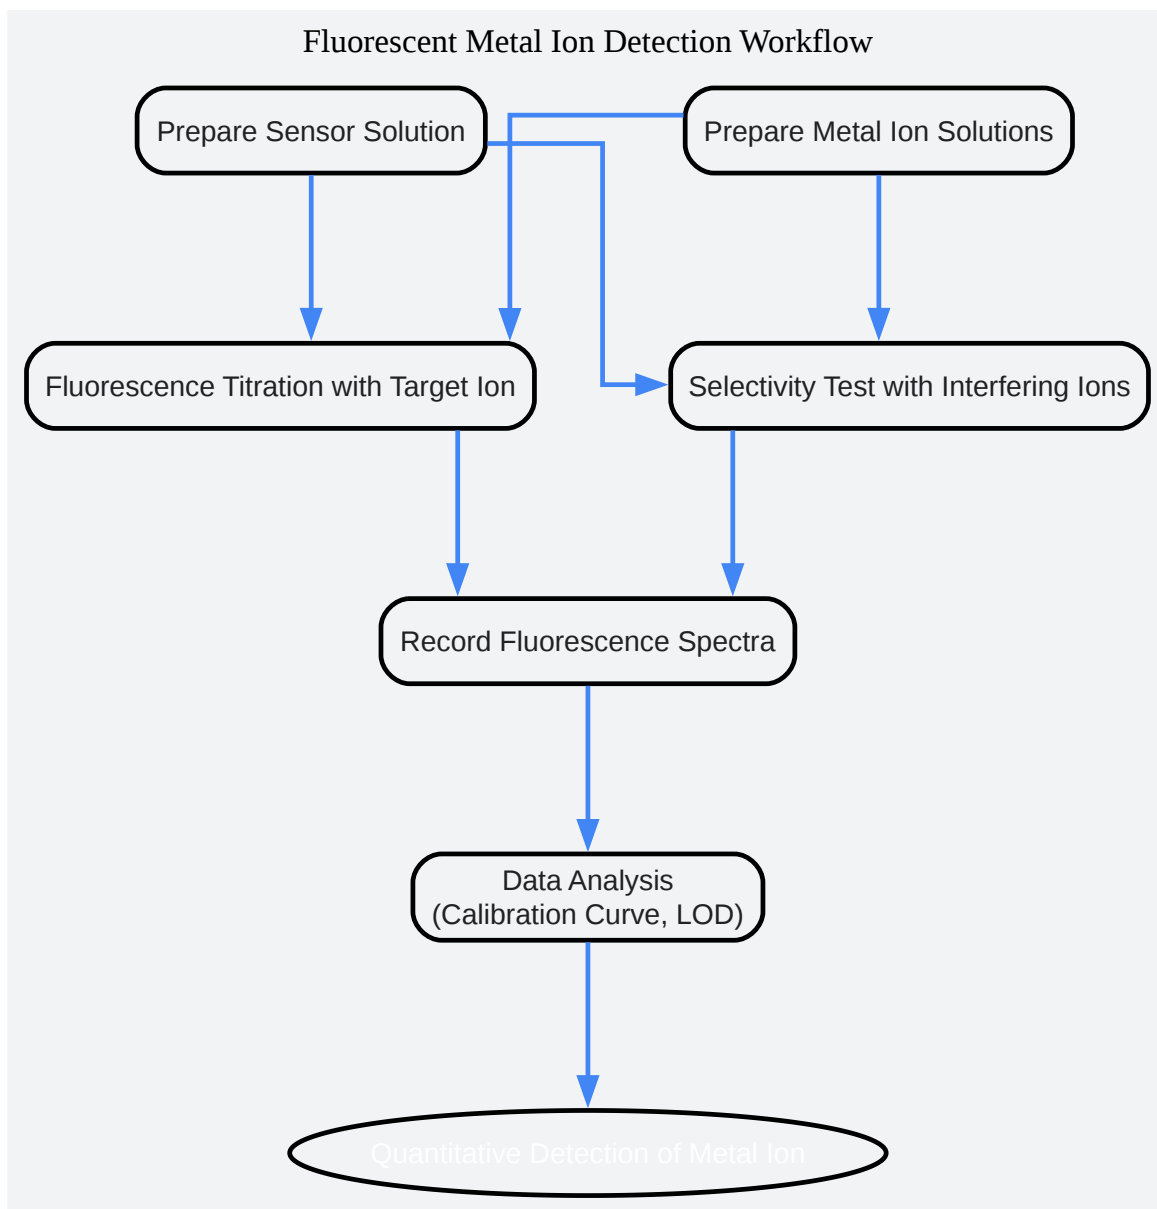 Fluorescent Metal Ion Detection Workflow
Prepare Sensor Solution
Prepare Metal Ion Solutions
Fluorescence Titration with Target Ion
Selectivity Test with Interfering Ions
Record Fluorescence Spectra
Data Analysis
(Calibration Curve, LOD)
Quantitative Detection of Metal Ion